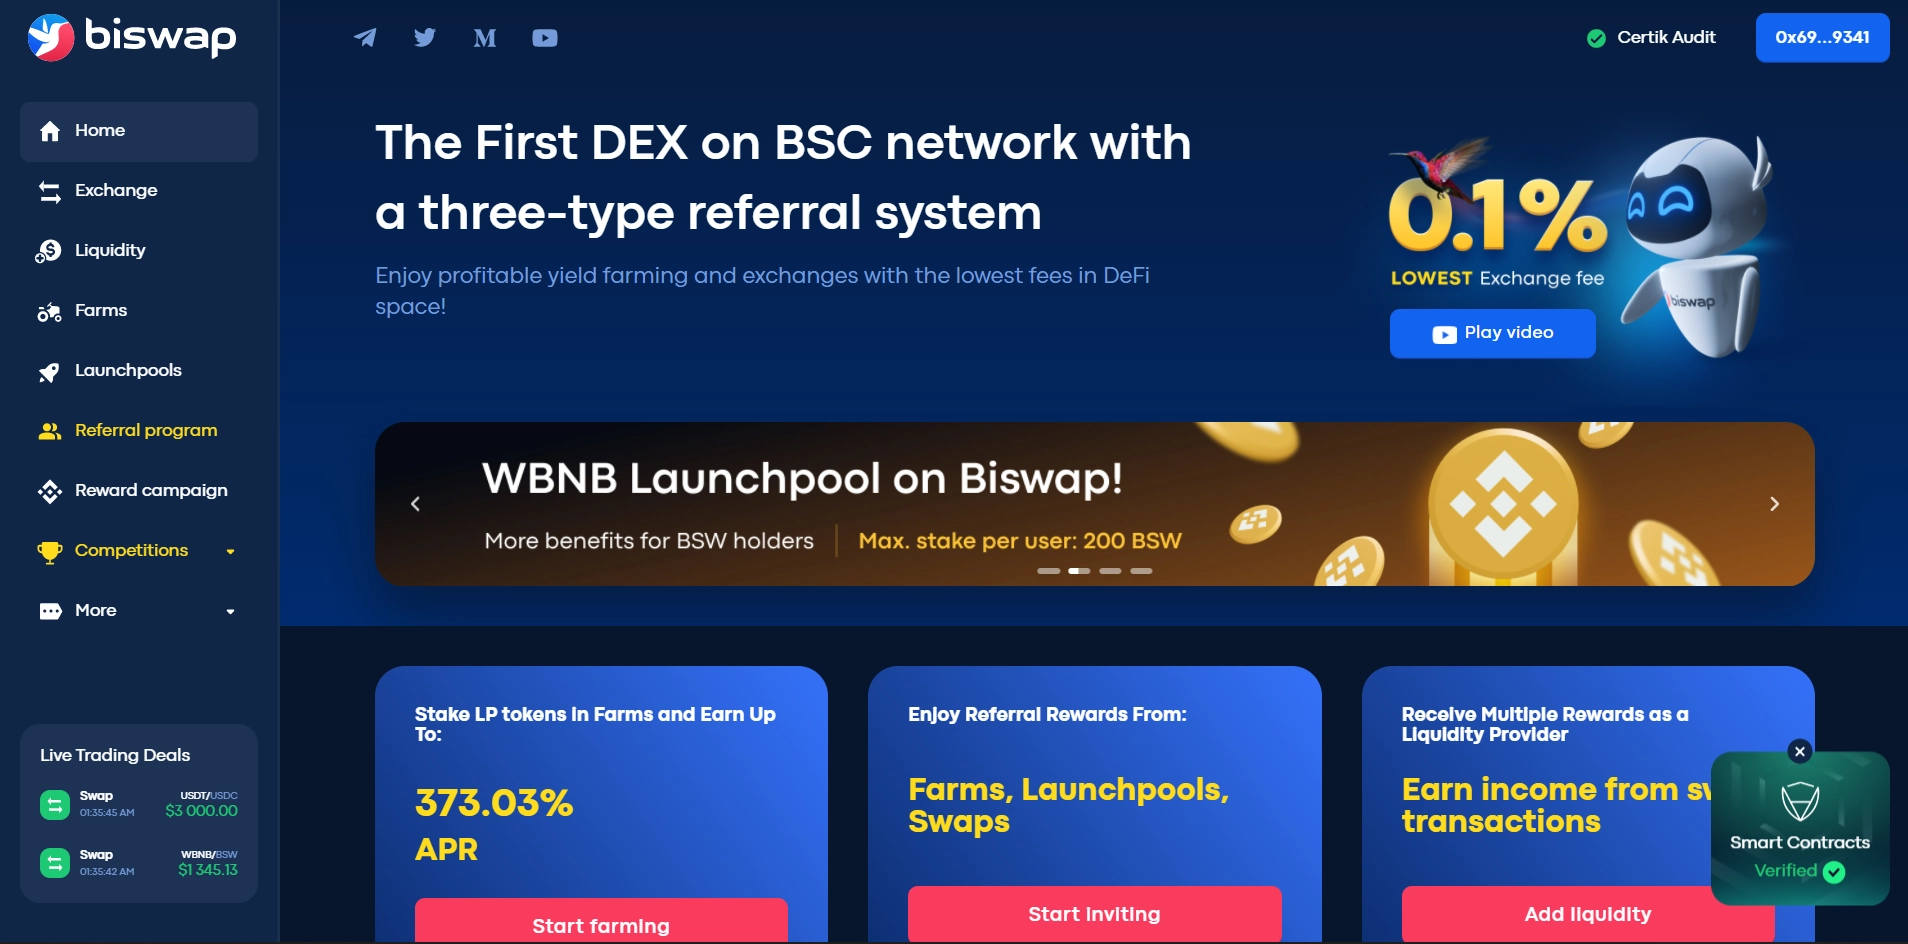 biswap
Certik Audit
0x69...9341
Home
Exchange
Liquidity
Farms
Launchpools
Referral program
Reward campaign
Competitions
More
Live Trading Deals
Swap USDT/USDC
01:35:45 AM $3 000.00
Swap WBNB/BSW
01:35:42 AM $1 345.13
The First DEX on BSC network with
a three-type referral system
Enjoy profitable yield farming and exchanges with the lowest fees in DeFi
space!
0.1%
LOWEST Exchange fee
Play video
biswap
WBNB Launchpool on Biswap!
More benefits for BSW holders
Max. stake per user: 200 BSW
Stake LP tokens in Farms and Earn Up
To:
373.03%
APR
Start farming
Enjoy Referral Rewards From:
Farms, Launchpools,
Swaps
Start inviting
Receive Multiple Rewards as a
Liquidity Provider
Earn income from
transactions
Add liquidity
Smart Contracts
Verified